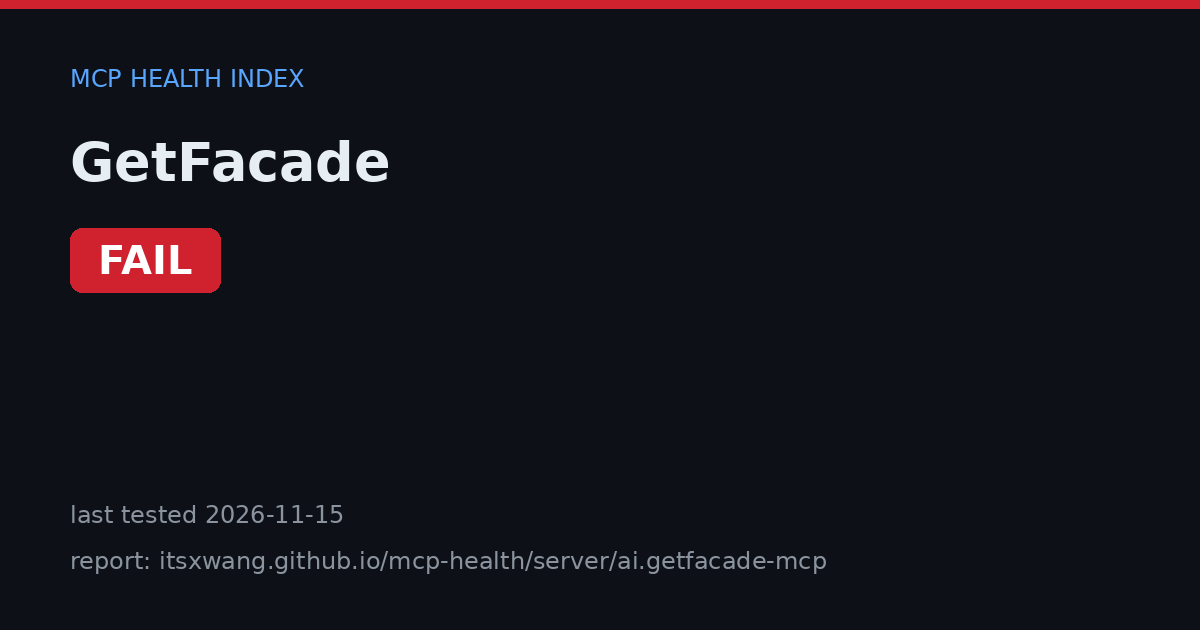 MCP HEALTH INDEX
GetFacade
FAIL
last tested 2026-11-15
report: itsxwang.github.io/mcp-health/server/ai.getfacade-mcp